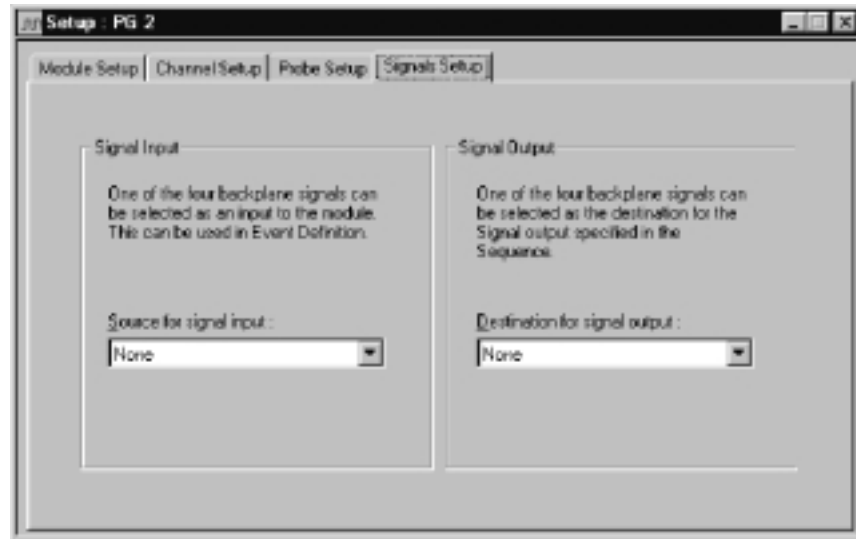 Setup : PG 2
Module Setup
Channel Setup
Probe Setup
Signals Setup
Signal Input
One of the four backplane signals can
be selected as an input to the module.
This can be used in Event Definition.
Source for signal input :
None
Signal Output
One of the four backplane signals can
be selected as the destination for the
Signal output specified in the
Sequence.
Destination for signal output :
None